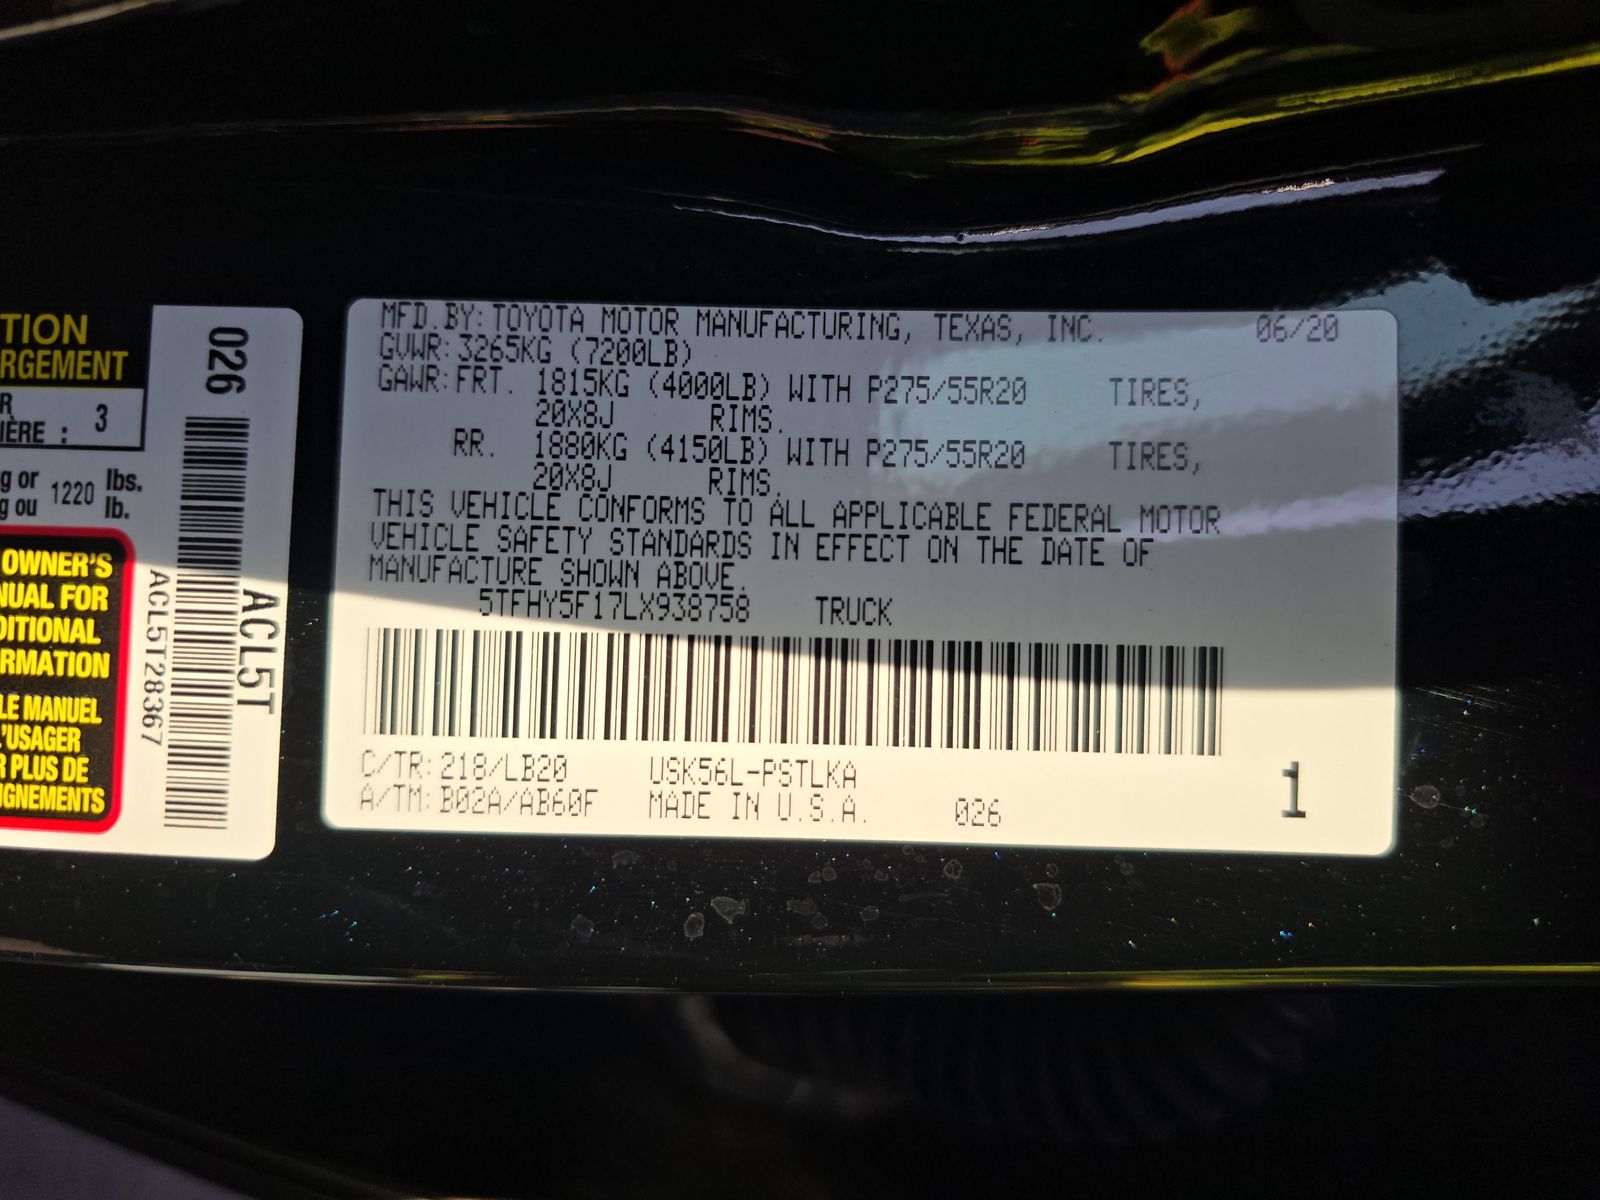 TION
RGEMENT
R
IÈRE : 3
g or 1220 lbs.
g ou lb.
OWNER'S
NUAL FOR
DITIONAL
RMATION
LE MANUEL
L'USAGER
R PLUS DE
IGNEMENTS
026
ACL5T
ACL5T28367
MFD.BY: TOYOTA MOTOR MANUFACTURING, TEXAS, INC. 06/20
GVWR: 3265KG (7200LB)
GAWR: FRT. 1815KG (4000LB) WITH P275/55R20 TIRES,
20X8J RIMS.
RR. 1880KG (4150LB) WITH P275/55R20 TIRES,
20X8J RIMS.
THIS VEHICLE CONFORMS TO ALL APPLICABLE FEDERAL MOTOR
VEHICLE SAFETY STANDARDS IN EFFECT ON THE DATE OF
MANUFACTURE SHOWN ABOVE.
5TFHY5F17LX938758 TRUCK
C/TR: 218/LB20 USK56L-PSTLKA
A/TM: B02A/AB60F MADE IN U.S.A. 026
1